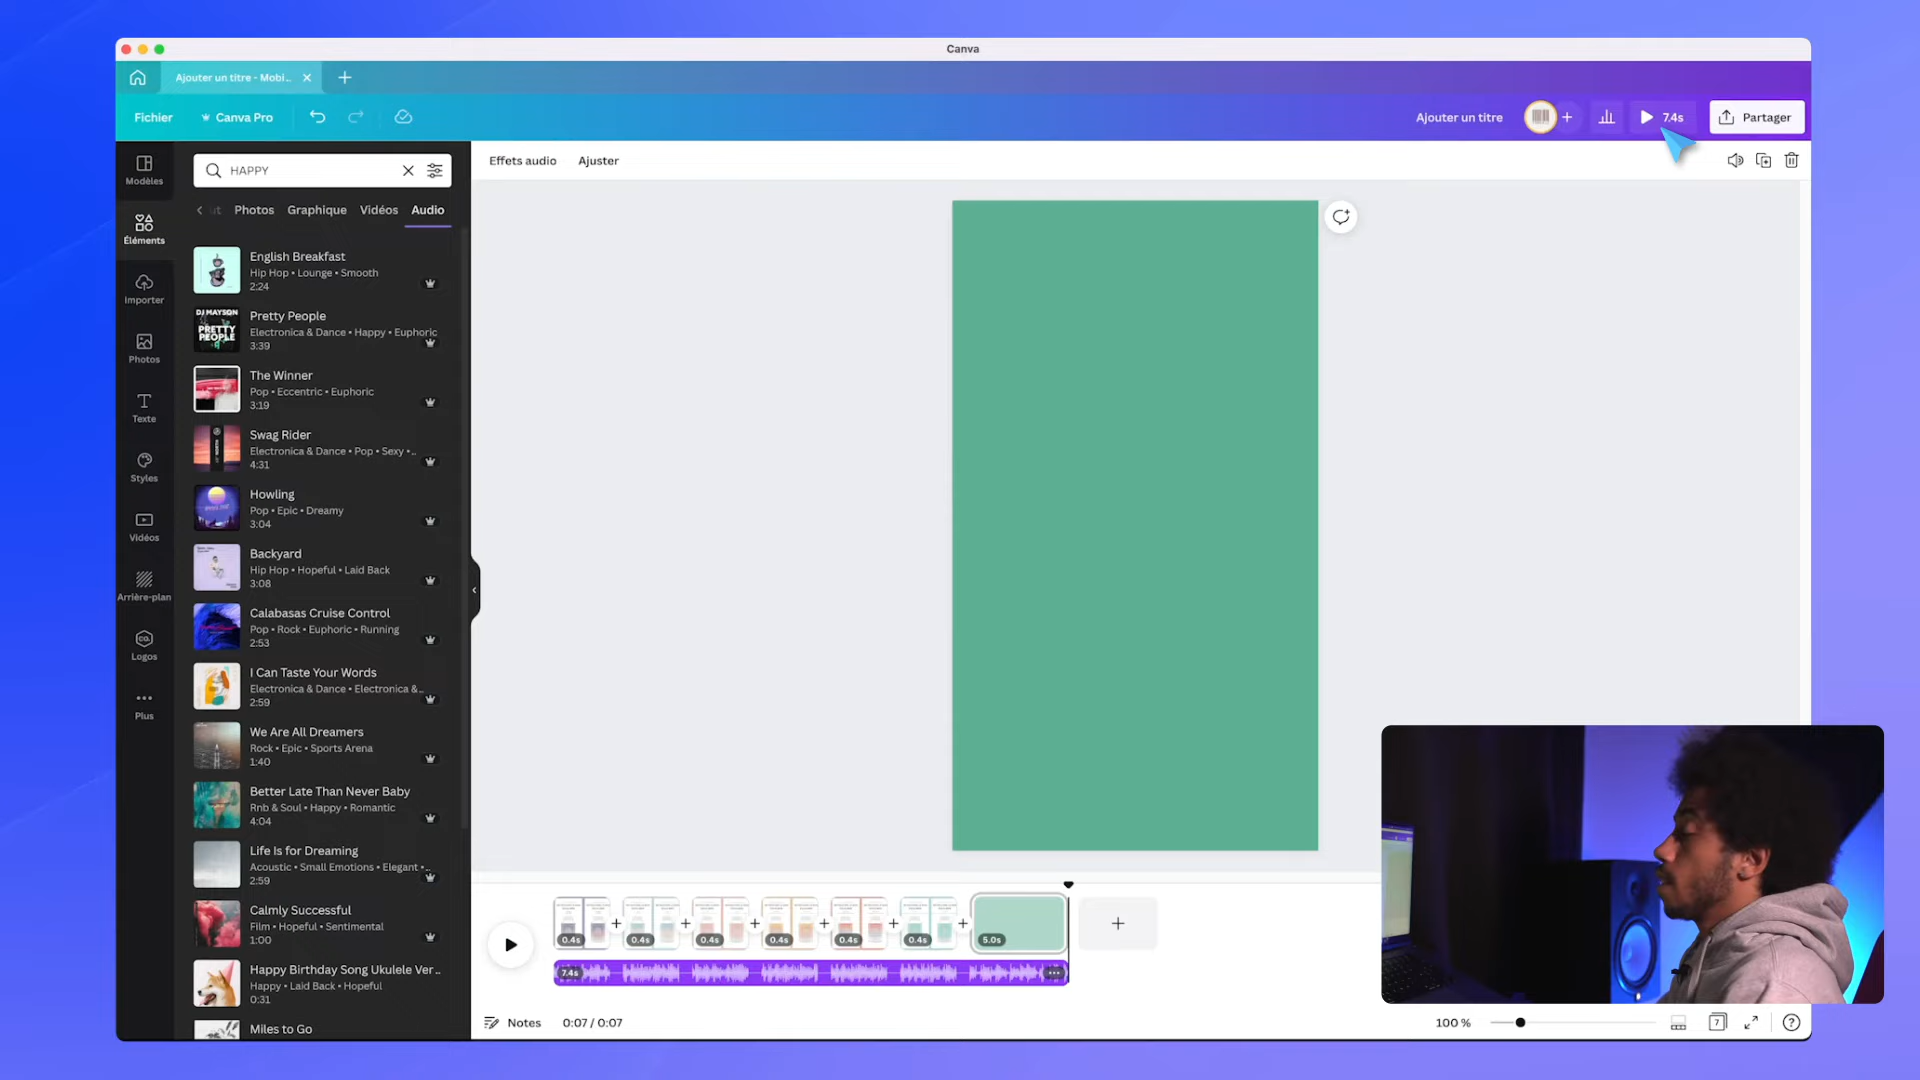 Canva
Ajouter un titre - Mobi...
Fichier
Canva Pro
Ajouter un titre
7.4s
Partager
Modèles
Éléments
Importer
Photos
Texte
Styles
Vidéos
Arrière-plan
Logos
Plus
HAPPY
ut
Photos
Graphique
Vidéos
Audio
Effets audio
Ajuster
English Breakfast
Hip Hop • Lounge • Smooth
2:24
DJ MAYSON
PRETTY
PEOPLE
Pretty People
Electronica & Dance • Happy • Euphoric
3:39
The Winner
Pop • Eccentric • Euphoric
3:19
Swag Rider
Electronica & Dance • Pop • Sexy •...
4:31
Howling
Pop • Epic • Dreamy
3:04
Backyard
Hip Hop • Hopeful • Laid Back
3:08
Calabasas Cruise Control
Pop • Rock • Euphoric • Running
2:53
I Can Taste Your Words
Electronica & Dance • Electronica &...
2:59
We Are All Dreamers
Rock • Epic • Sports Arena
1:40
Better Late Than Never Baby
Rnb & Soul • Happy • Romantic
4:04
Life Is for Dreaming
Acoustic • Small Emotions • Elegant •...
2:59
Calmly Successful
Film • Hopeful • Sentimental
1:00
Happy Birthday Song Ukulele Ver...
Happy • Laid Back • Hopeful
0:31
Miles to Go
0.4s
0.4s
0.4s
0.4s
0.4s
0.4s
5.0s
7.4s
Notes
0:07 / 0:07
100 %
7
CO.